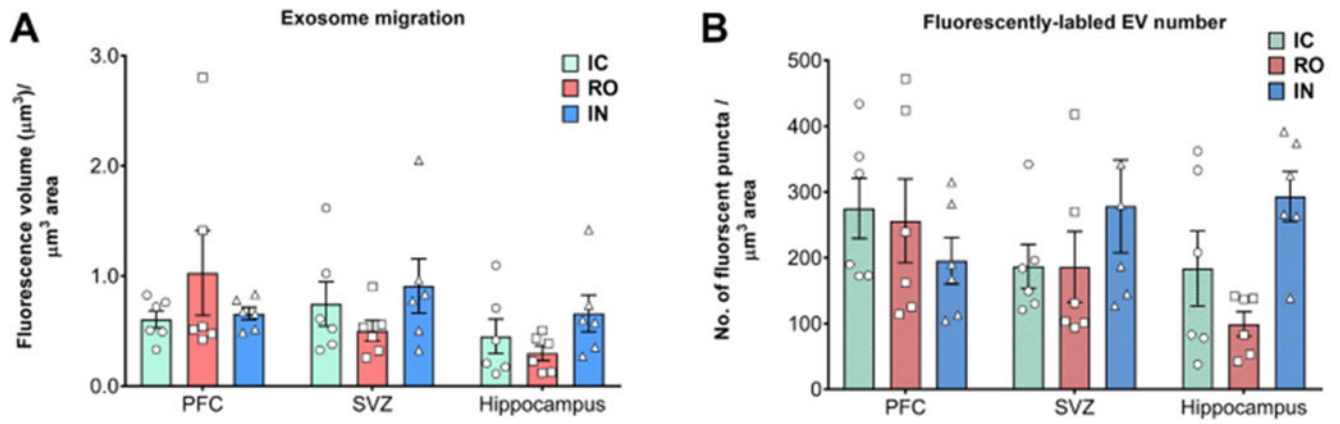 A
Exosome migration
Fluorescence volume (μm³)/
μm³ area
3.0
2.0
1.0
0.0
IC
RO
IN
PFC
SVZ
Hippocampus
B
Fluorescently-labled EV number
No. of fluorscent puncta /
μm³ area
500
400
300
200
100
0
IC
RO
IN
PFC
SVZ
Hippocampus